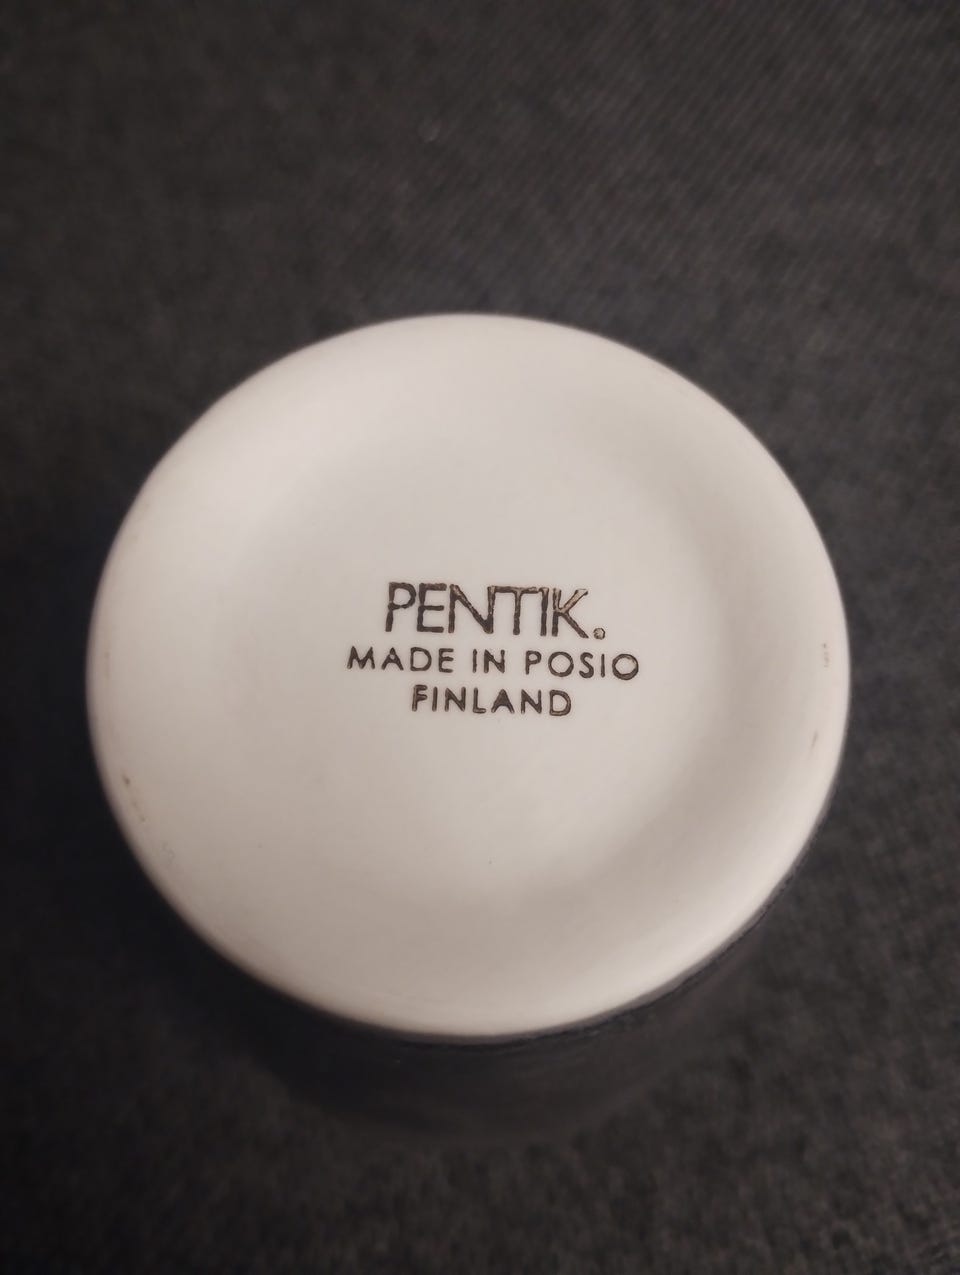 PENTIK.
MADE IN POSIO
FINLAND